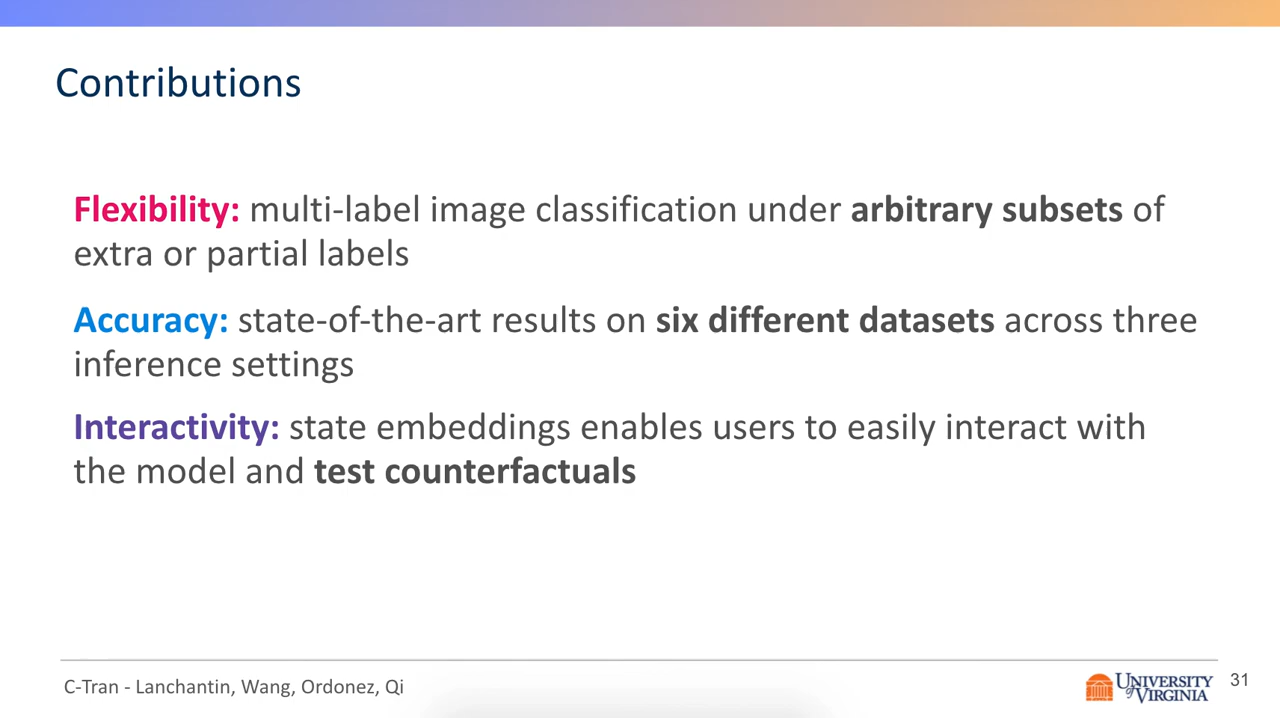 Contributions
Flexibility: multi-label image classification under arbitrary subsets of
extra or partial labels
Accuracy: state-of-the-art results on six different datasets across three
inference settings
Interactivity: state embeddings enables users to easily interact with
the model and test counterfactuals
C-Tran - Lanchantin, Wang, Ordonez, Qi
UNIVERSITY
of VIRGINIA
31